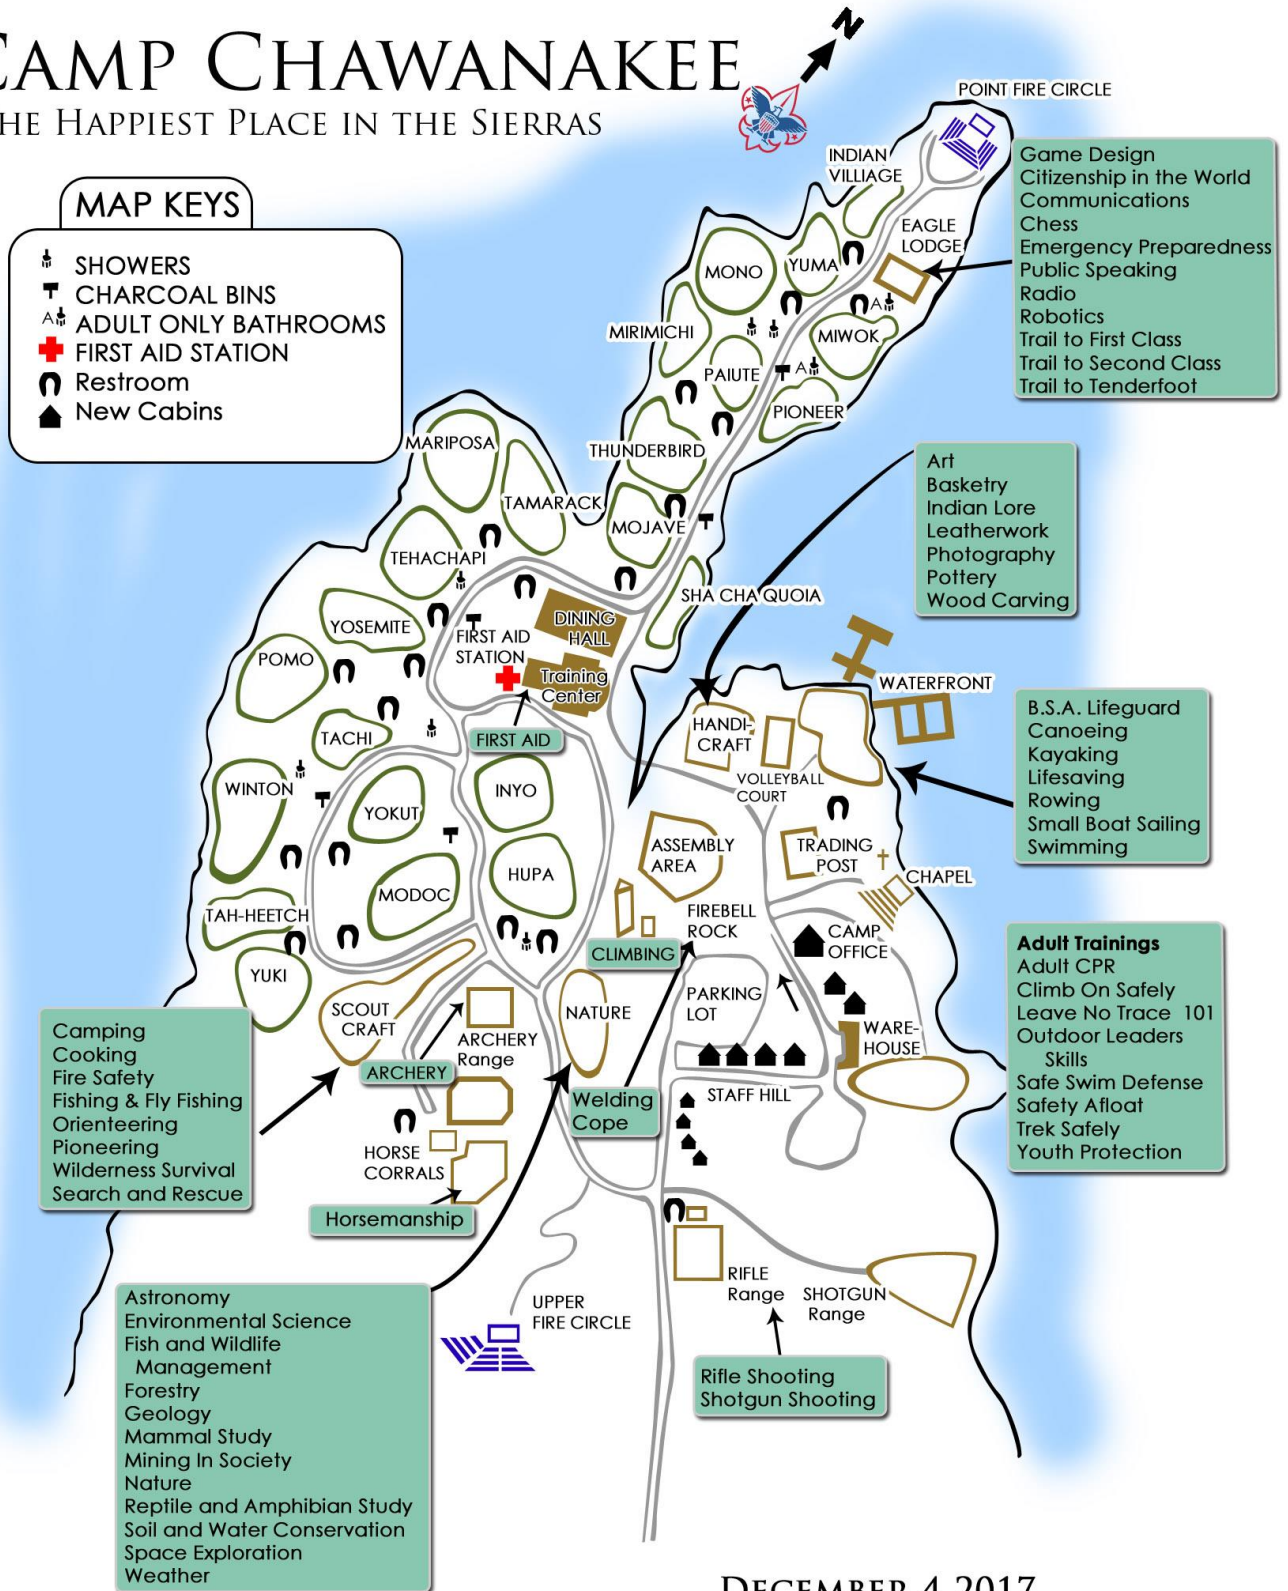 CAMP CHAWANAKEE
THE HAPPIEST PLACE IN THE SIERRAS
N
MAP KEYS
SHOWERS
CHARCOAL BINS
A ADULT ONLY BATHROOMS
FIRST AID STATION
Restroom
New Cabins
POINT FIRE CIRCLE
INDIAN
VILLIAGE
EAGLE
LODGE
Game Design
Citizenship in the World
Communications
Chess
Emergency Preparedness
Public Speaking
Radio
Robotics
Trail to First Class
Trail to Second Class
Trail to Tenderfoot
MONO
YUMA
A
MIRIMICHI
MIWOK
PAIUTE
A
PIONEER
THUNDERBIRD
MARIPOSA
TAMARACK
MOJAVE
TEHACHAPI
SHA CHA QUOIA
Art
Basketry
Indian Lore
Leatherwork
Photography
Pottery
Wood Carving
YOSEMITE
FIRST AID
STATION
DINING
HALL
POMO
Training
Center
FIRST AID
TACHI
WATERFRONT
HANDI-
CRAFT
VOLLEYBALL
COURT
B.S.A. Lifeguard
Canoeing
Kayaking
Lifesaving
Rowing
Small Boat Sailing
Swimming
WINTON
YOKUT
INYO
ASSEMBLY
AREA
TRADING
POST
CHAPEL
HUPA
MODOC
TAH-HEETCH
FIREBELL
ROCK
CAMP
OFFICE
CLIMBING
YUKI
SCOUT
CRAFT
NATURE
PARKING
LOT
WARE-
HOUSE
ARCHERY
Range
ARCHERY
STAFF HILL
Welding
Cope
Adult Trainings
Adult CPR
Climb On Safely
Leave No Trace 101
Outdoor Leaders
Skills
Safe Swim Defense
Safety Afloat
Trek Safely
Youth Protection
Camping
Cooking
Fire Safety
Fishing & Fly Fishing
Orienteering
Pioneering
Wilderness Survival
Search and Rescue
HORSE
CORRALS
Horsemanship
RIFLE
Range
SHOTGUN
Range
UPPER
FIRE CIRCLE
Rifle Shooting
Shotgun Shooting
Astronomy
Environmental Science
Fish and Wildlife
Management
Forestry
Geology
Mammal Study
Mining In Society
Nature
Reptile and Amphibian Study
Soil and Water Conservation
Space Exploration
Weather
DECEMBER 4 2017